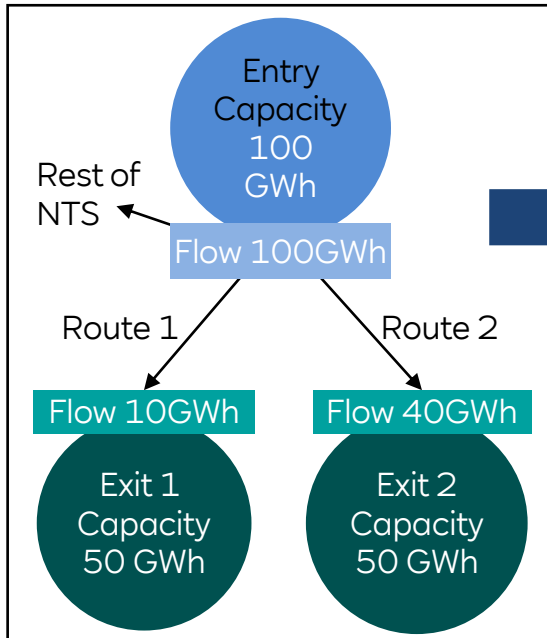 Entry
Capacity
100
GWh
Rest of
NTS
Flow 100GWh
Route 1
Route 2
Flow 10GWh
Flow 40GWh
Exit 1
Capacity
50 GWh
Exit 2
Capacity
50 GWh